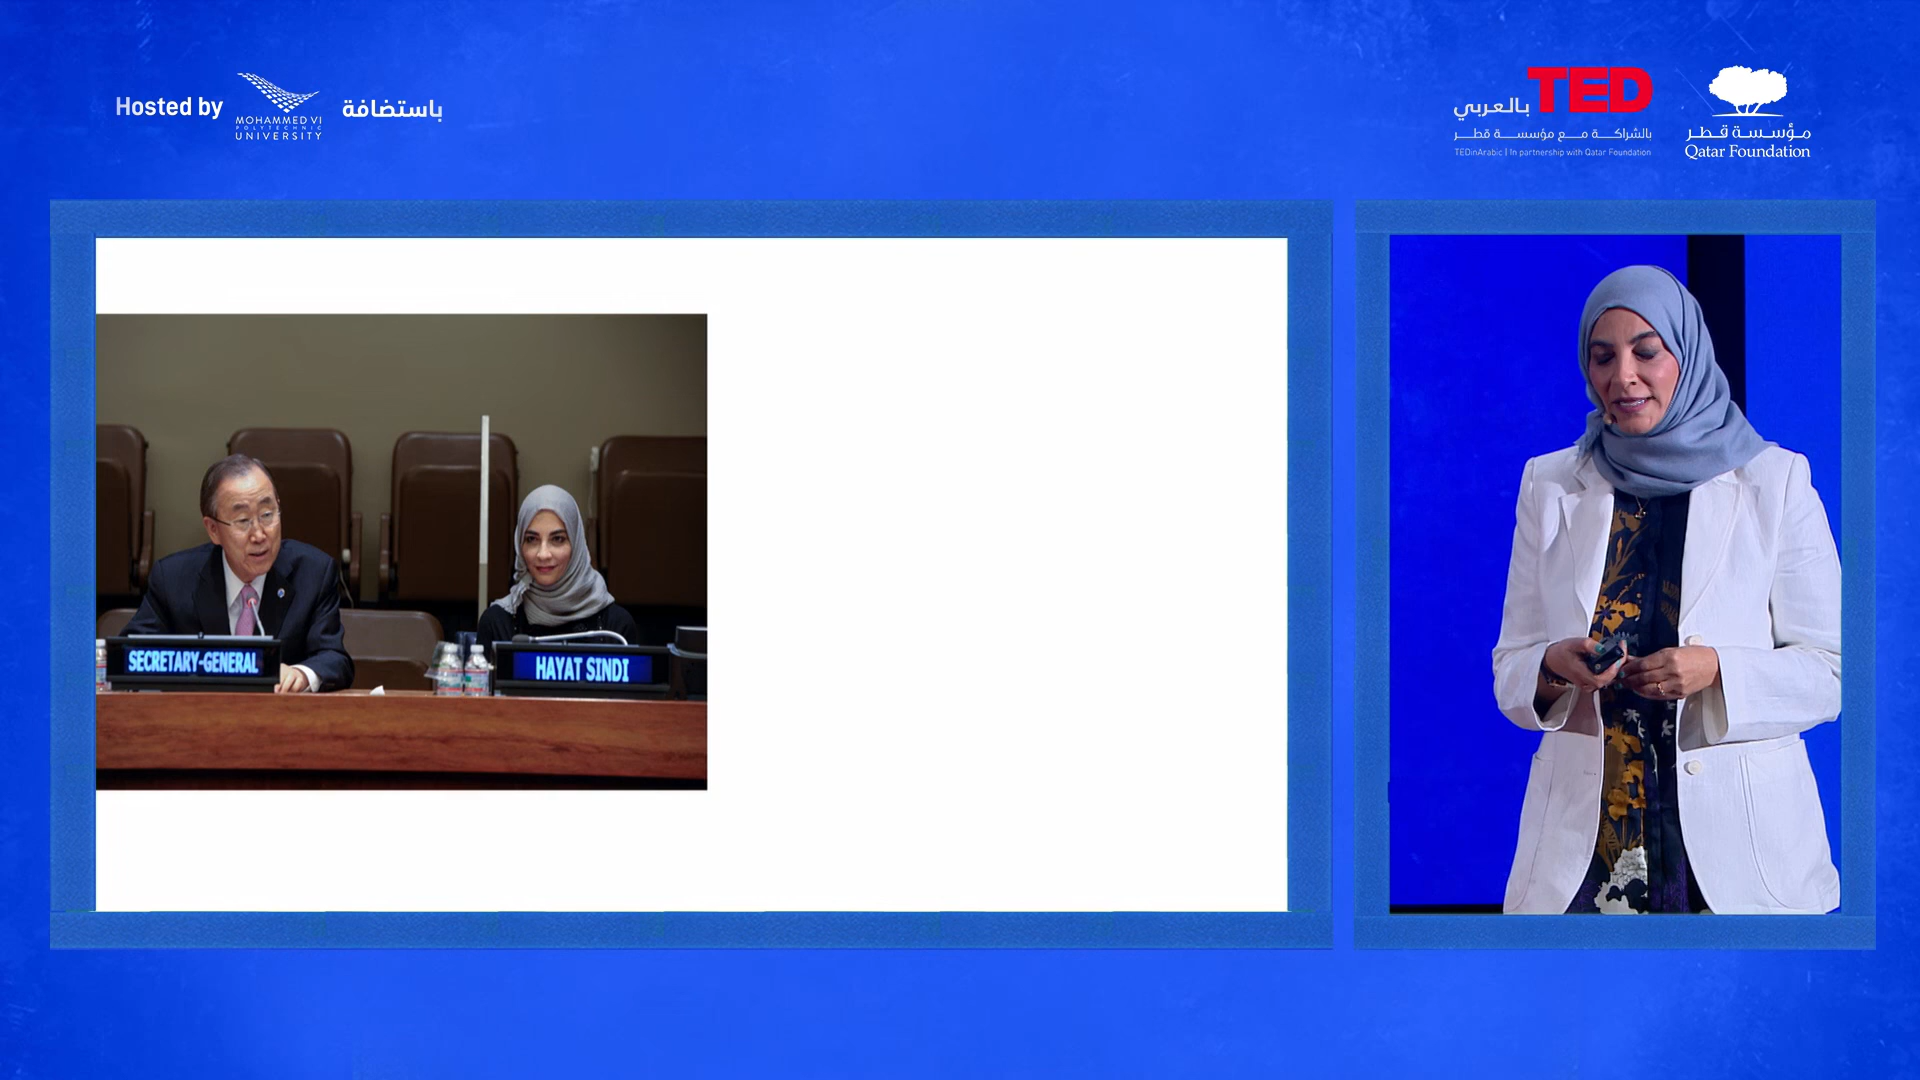 Hosted by
MOHAMMED VI
POLYTECHNIC
UNIVERSITY
باستضافة
TED بالعربي
بالشراكة مع مؤسسة قطر
TEDinArabic | In partnership with Qatar Foundation
مؤسسة قطر
Qatar Foundation
SECRETARY-GENERAL
HAYAT SINDI